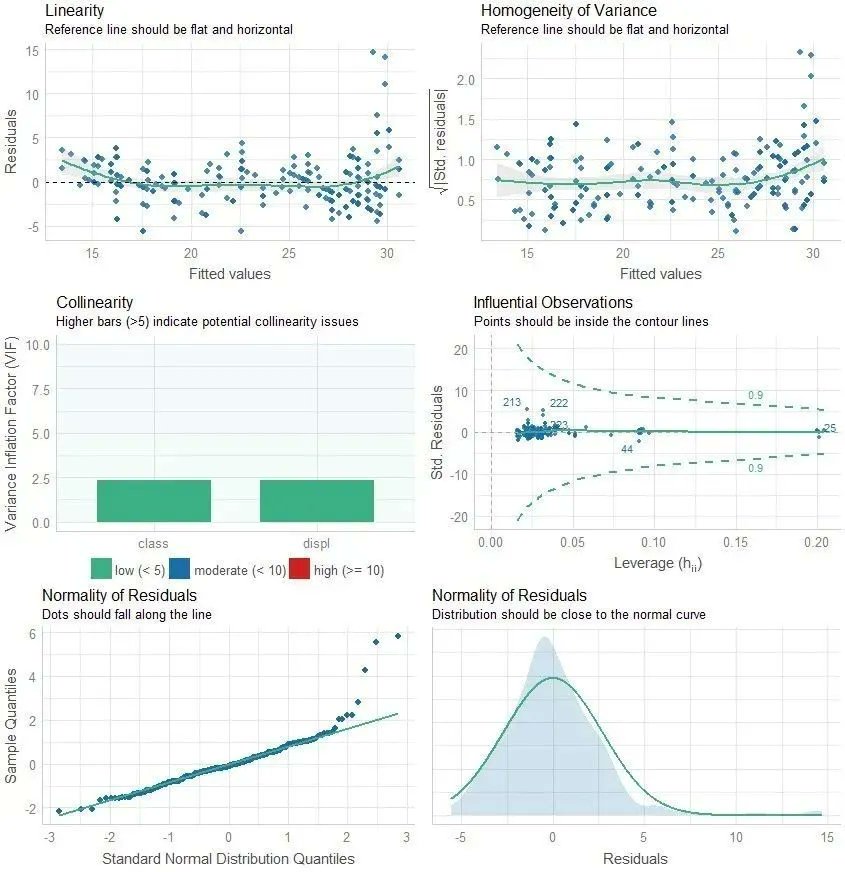 Linearity
Reference line should be flat and horizontal
Residuals
15
10
5
0
-5
15
20
25
30
Fitted values
Homogeneity of Variance
Reference line should be flat and horizontal
√|Std. residuals|
2.0
1.5
1.0
0.5
15
20
25
30
Fitted values
Collinearity
Higher bars (>5) indicate potential collinearity issues
Variance Inflation Factor (VIF)
10.0
7.5
5.0
2.5
0.0
class
displ
low (< 5)
moderate (< 10)
high (>= 10)
Influential Observations
Points should be inside the contour lines
Std. Residuals
20
10
0
-10
-20
0.9
213
222
223
25
44
0.9
0.00
0.05
0.10
0.15
0.20
Leverage (hii)
Normality of Residuals
Dots should fall along the line
Sample Quantiles
6
4
2
0
-2
-3
-2
-1
0
1
2
3
Standard Normal Distribution Quantiles
Normality of Residuals
Distribution should be close to the normal curve
-5
0
5
10
15
Residuals